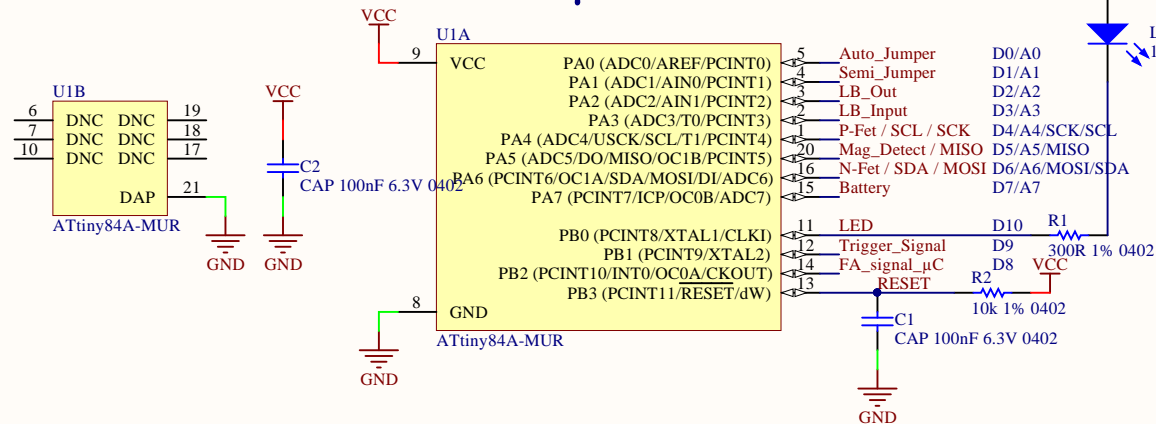 U1B
6 DNC DNC 19
7 DNC DNC 18
10 DNC DNC 17
DAP 21
ATtiny84A-MUR
GND
VCC
C2
CAP 100nF 6.3V 0402
GND
VCC
U1A
9 VCC
8 GND
GND
ATtiny84A-MUR
PA0 (ADC0/AREF/PCINT0) 5 Auto_Jumper D0/A0
PA1 (ADC1/AIN0/PCINT1) 4 Semi_Jumper D1/A1
PA2 (ADC2/AIN1/PCINT2) 3 LB_Out D2/A2
PA3 (ADC3/T0/PCINT3) 2 LB_Input D3/A3
PA4 (ADC4/USCK/SCL/T1/PCINT4) 1 P-Fet / SCL / SCK D4/A4/SCK/SCL
PA5 (ADC5/DO/MISO/OC1B/PCINT5) 20 Mag_Detect / MISO D5/A5/MISO
PA6 (PCINT6/OC1A/SDA/MOSI/DI/ADC6) 16 N-Fet / SDA / MOSI D6/A6/MOSI/SDA
PA7 (PCINT7/ICP/OC0B/ADC7) 15 Battery D7/A7
PB0 (PCINT8/XTAL1/CLKI) 11 LED D10
PB1 (PCINT9/XTAL2) 12 Trigger_Signal D9
PB2 (PCINT10/INT0/OC0A/CKOUT) 14 FA_signal_µC D8
PB3 (PCINT11/RESET/dW) 13 RESET
R1
300R 1% 0402
R2
10k 1% 0402
VCC
C1
CAP 100nF 6.3V 0402
GND